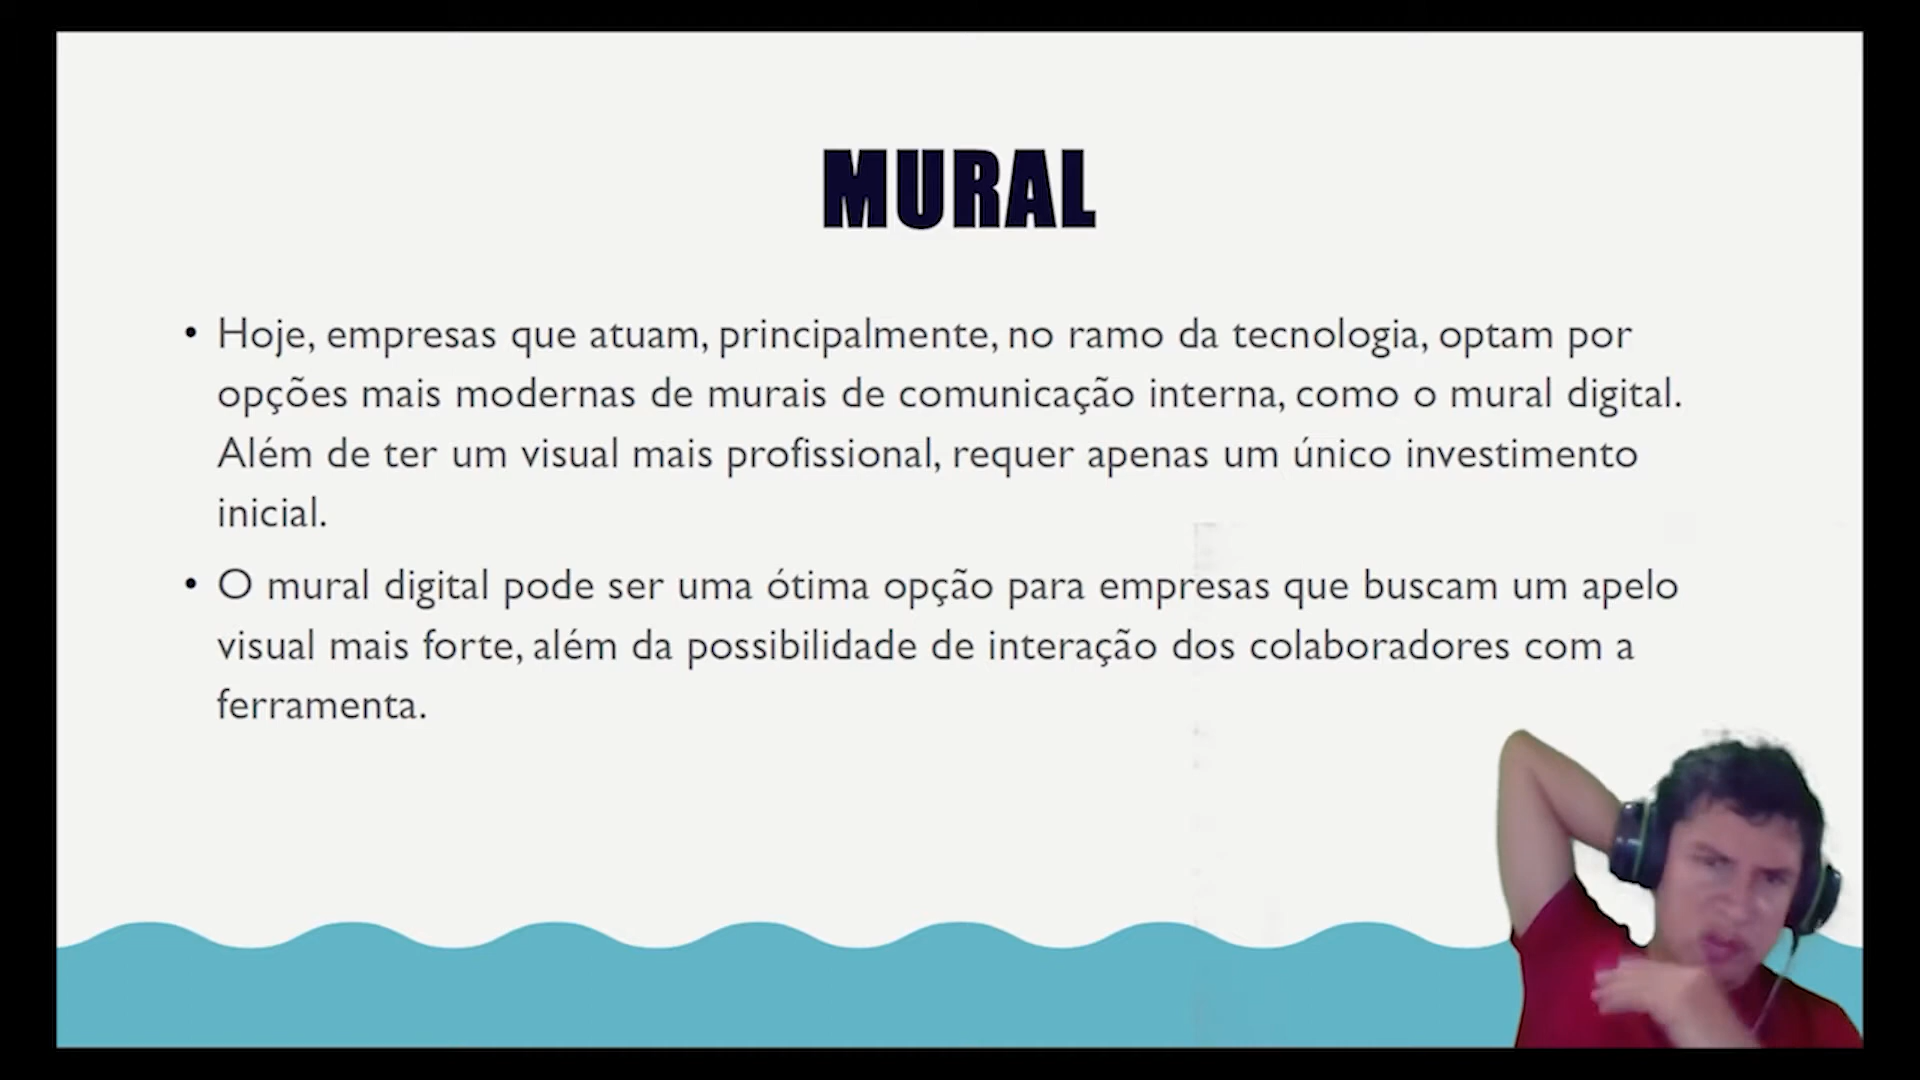 MURAL
• Hoje, empresas que atuam, principalmente, no ramo da tecnologia, optam por
opções mais modernas de murais de comunicação interna, como o mural digital.
Além de ter um visual mais profissional, requer apenas um único investimento
inicial.
• O mural digital pode ser uma ótima opção para empresas que buscam um apelo
visual mais forte, além da possibilidade de interação dos colaboradores com a
ferramenta.